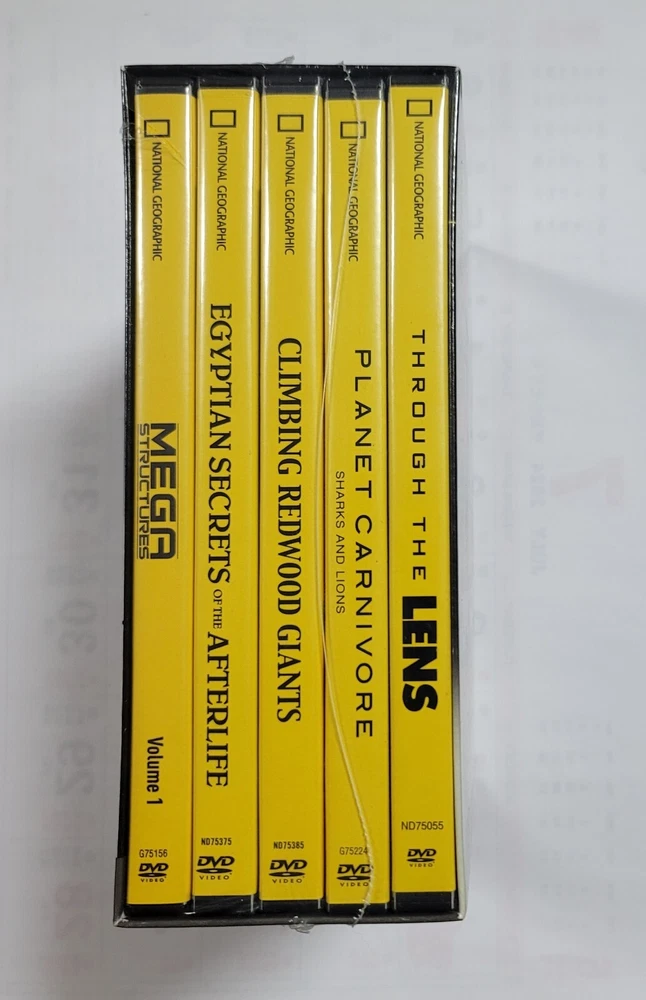 NATIONAL GEOGRAPHIC
MEGA
STRUCTURES
Volume 1
G75156
DVD
VIDEO
NATIONAL GEOGRAPHIC
EGYPTIAN SECRETS OF THE AFTERLIFE
ND75375
DVD
VIDEO
NATIONAL GEOGRAPHIC
CLIMBING REDWOOD GIANTS
ND75385
DVD
VIDEO
NATIONAL GEOGRAPHIC
PLANET CARNIVORE
SHARKS AND LIONS
G75224
DVD
VIDEO
NATIONAL GEOGRAPHIC
THROUGH THE LENS
ND75055
DVD
VIDEO